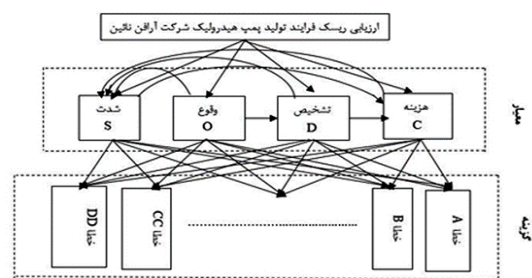 ارزیابی ریسک فرایند تولید پمپ هیدرولیک شرکت آرافن نائین
معیار
هزینه
C
تشخیص
D
وقوع
O
شدت
S
گزینه
خطا A
خطا B
خطا CC
خطا DD